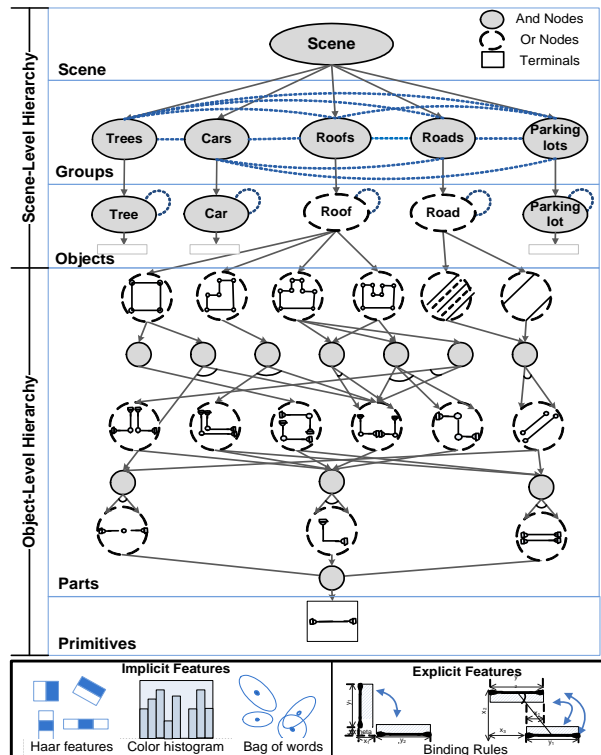 And Nodes
Or Nodes
Terminals
Scene-Level Hierarchy
Scene
Scene
Trees
Cars
Roofs
Roads
Parking
lots
Groups
Tree
Car
Roof
Road
Parking
lot
Objects
Object-Level Hierarchy
Parts
Primitives
Implicit Features
Haar features
Color histogram
Bag of words
Explicit Features
Binding Rules